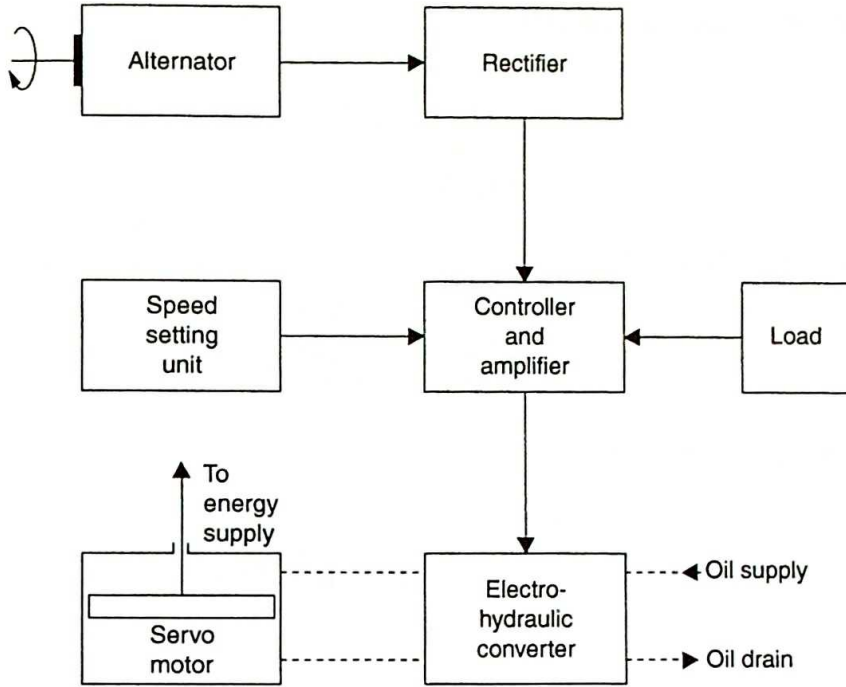 Alternator
Rectifier
Speed
setting
unit
Controller
and
amplifier
Load
To
energy
supply
Servo
motor
Electro-
hydraulic
converter
Oil supply
Oil drain